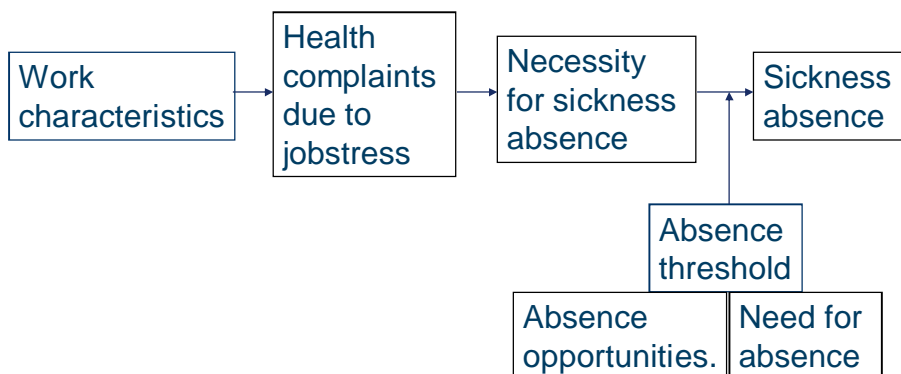 Work
characteristics
Health
complaints
due to
jobstress
Necessity
for sickness
absence
Sickness
absence
Absence
threshold
Absence
opportunities.
Need for
absence